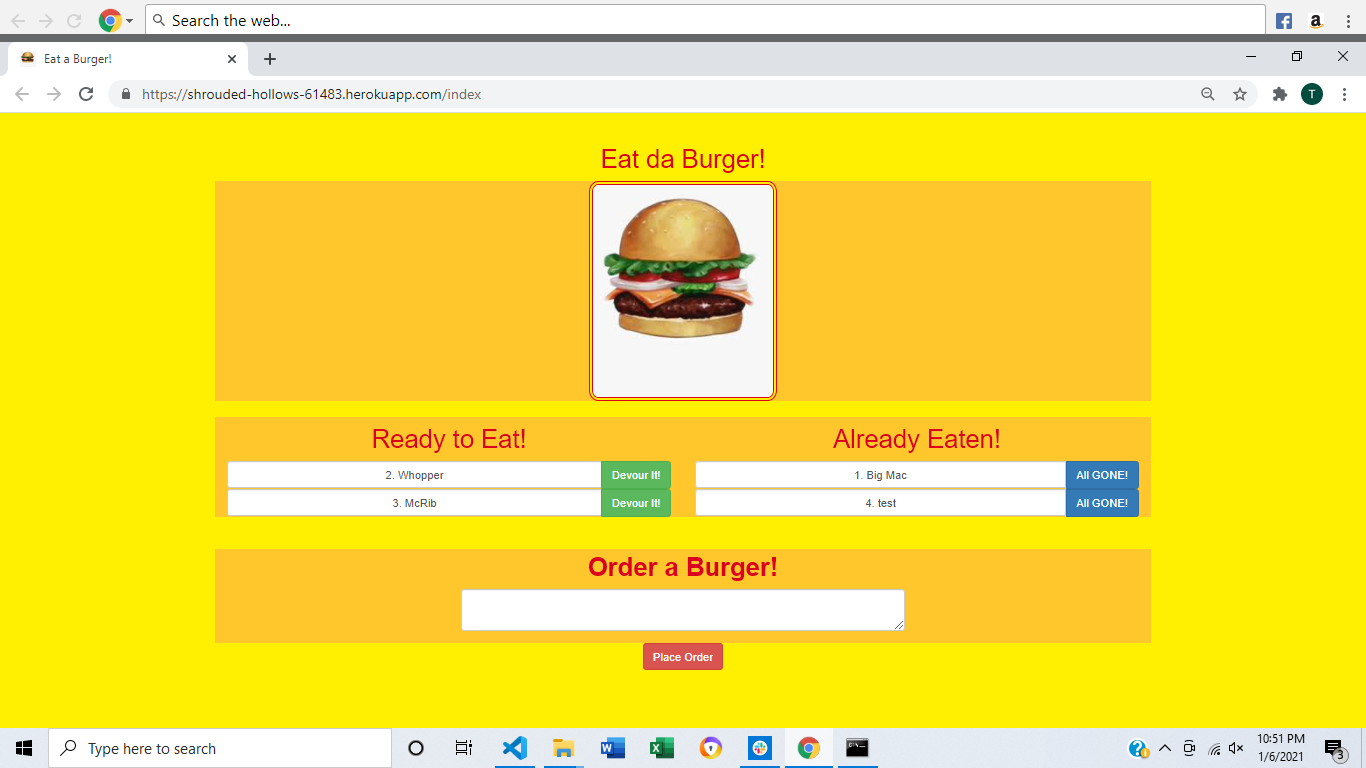 Search the web...
Eat a Burger!
https://shrouded-hollows-61483.herokuapp.com/index
T
Eat da Burger!
Ready to Eat!
Already Eaten!
2. Whopper
Devour It!
1. Big Mac
All GONE!
3. McRib
Devour It!
4. test
All GONE!
Order a Burger!
Place Order
Type here to search
10:51 PM
1/6/2021
3